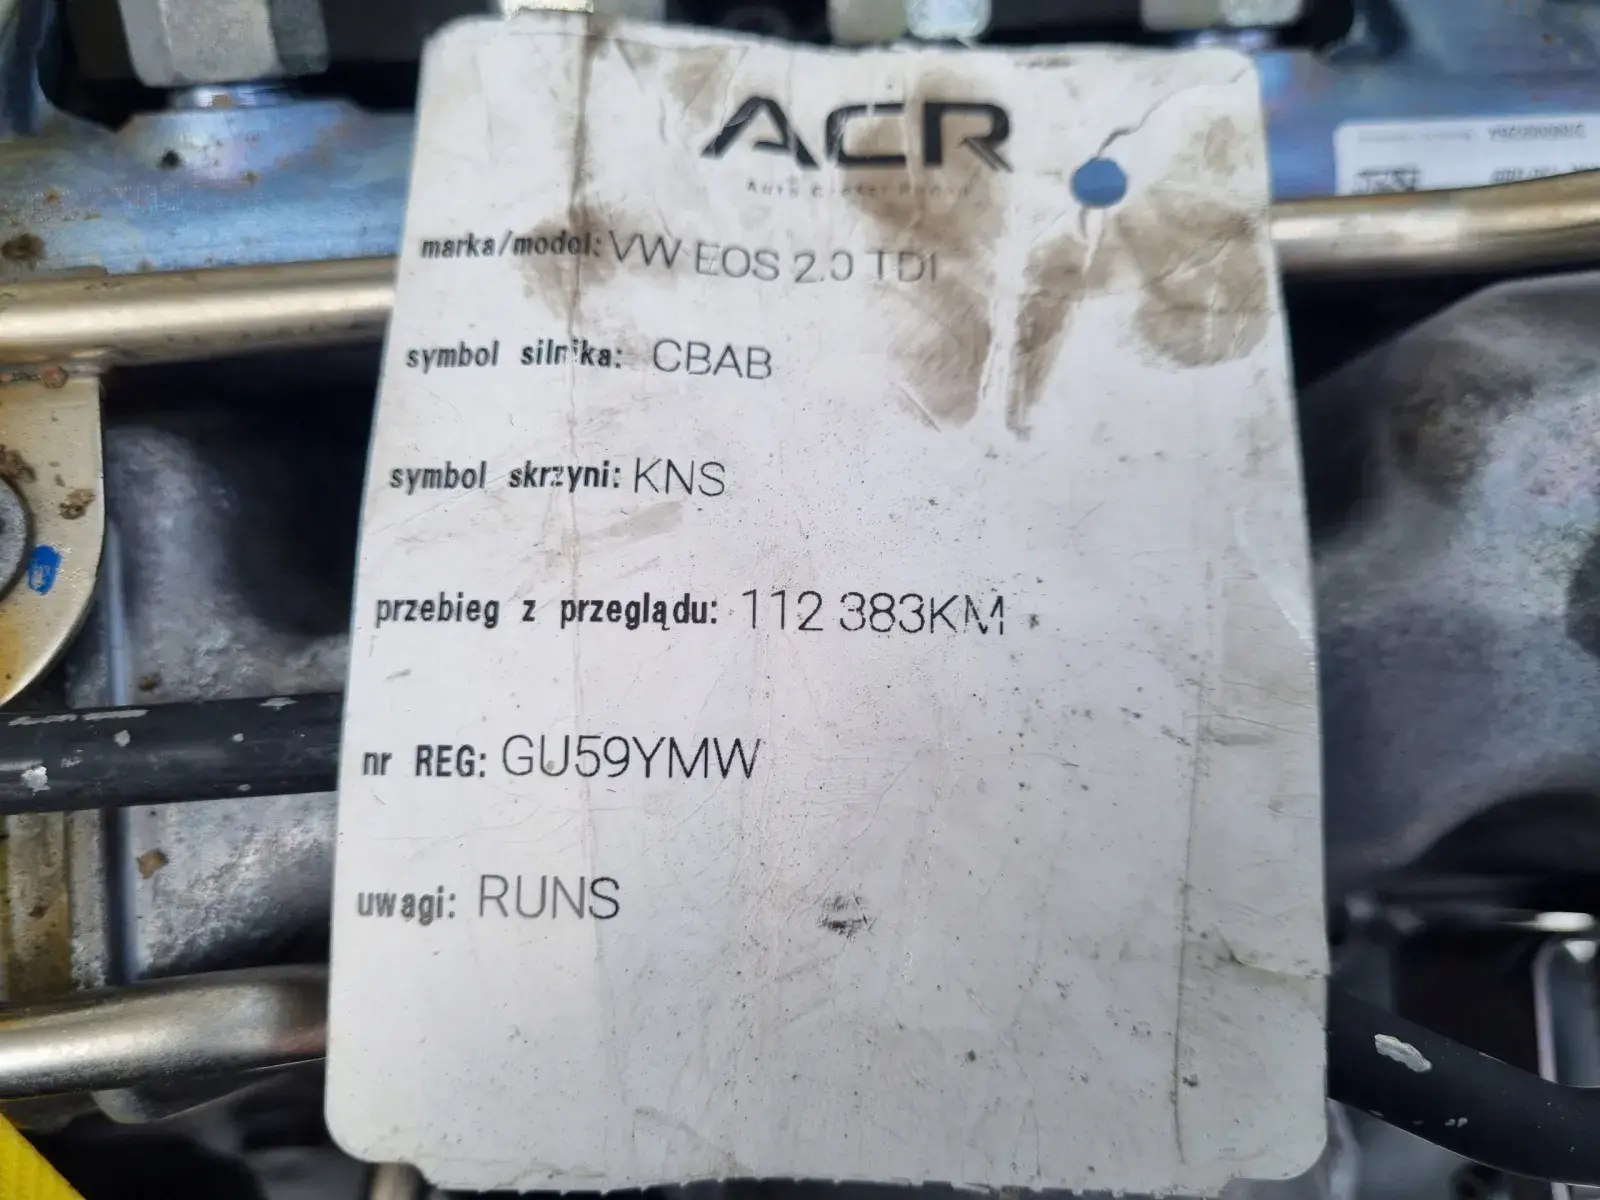 ACR
marka/model: VW EOS 2.0 TDI
symbol silnika: CBAB
symbol skrzyni: KNS
przebieg z przeglądu: 112 383KM
nr REG: GU59YMW
uwagi: RUNS